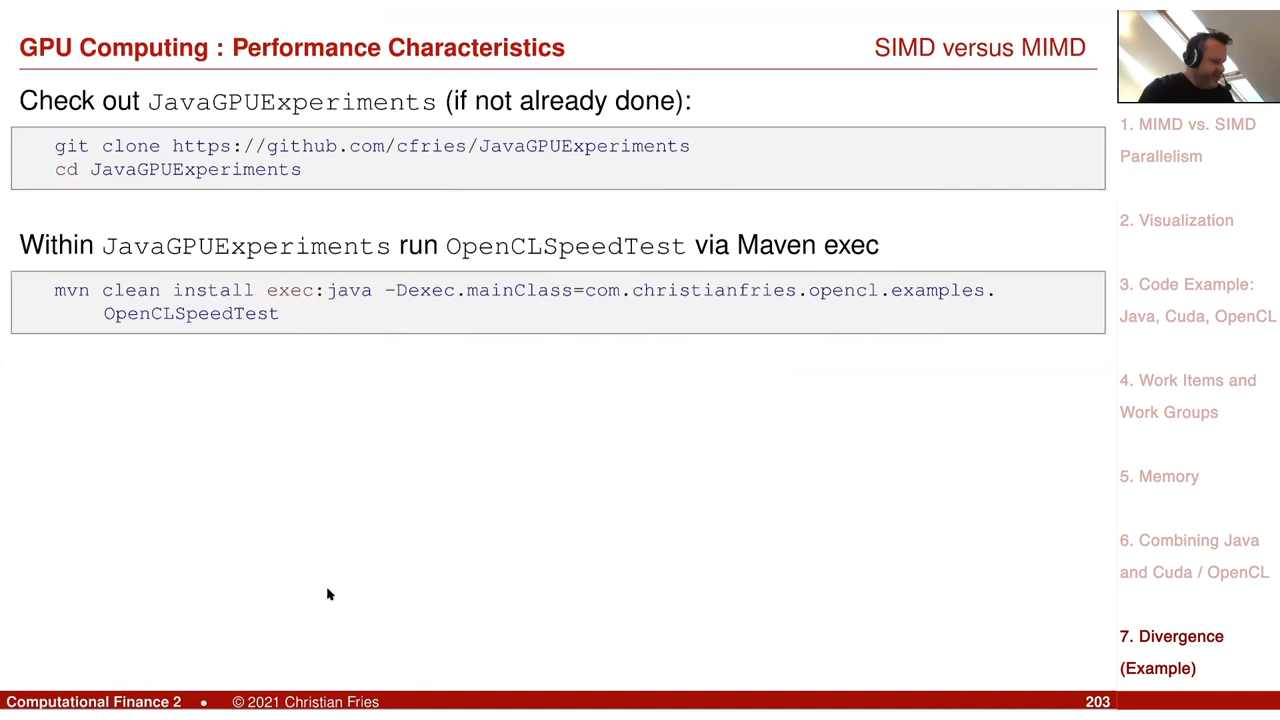 GPU Computing : Performance Characteristics
SIMD versus MIMD
Check out JavaGPUExperiments (if not already done):
git clone https://github.com/cfries/JavaGPUExperiments
cd JavaGPUExperiments
Within JavaGPUExperiments run OpenCLSpeedTest via Maven exec
mvn clean install exec:java -Dexec.mainClass=com.christianfries.opencl.examples.
OpenCLSpeedTest
1. MIMD vs. SIMD
Parallelism
2. Visualization
3. Code Example:
Java, Cuda, OpenCL
4. Work Items and
Work Groups
5. Memory
6. Combining Java
and Cuda / OpenCL
7. Divergence
(Example)
Computational Finance 2 • © 2021 Christian Fries
203